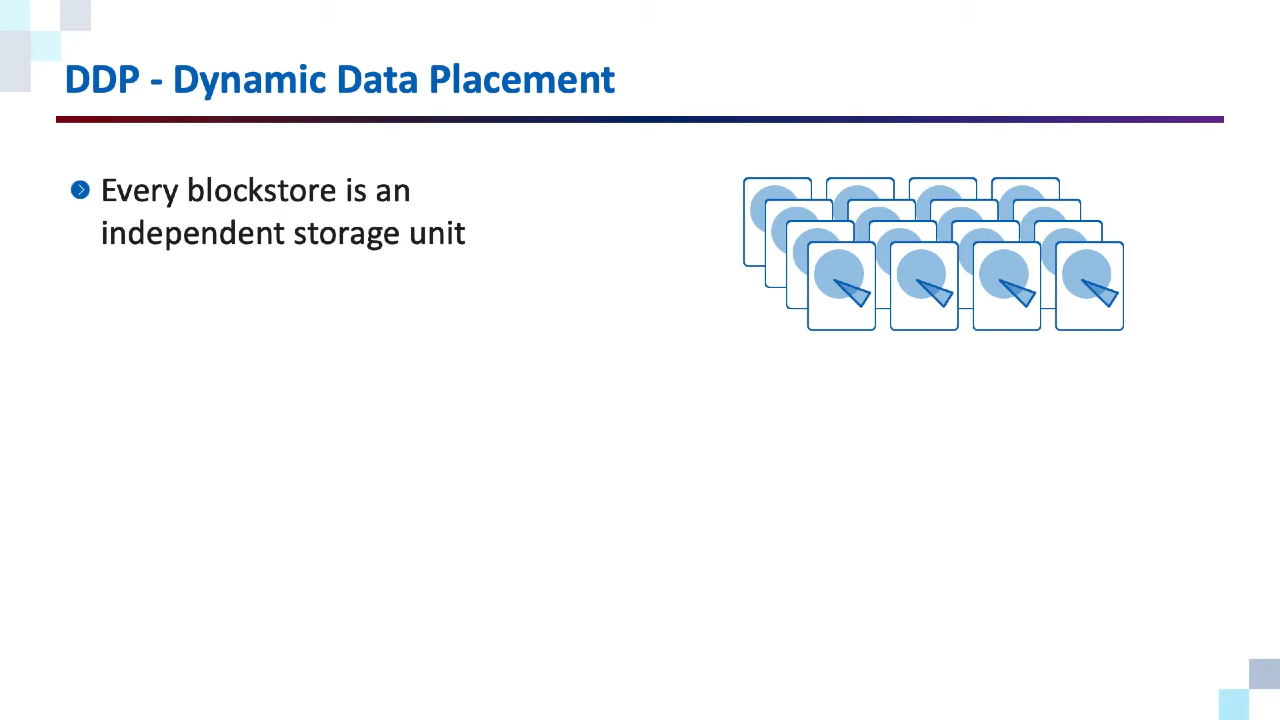 DDP - Dynamic Data Placement
Every blockstore is an
independent storage unit